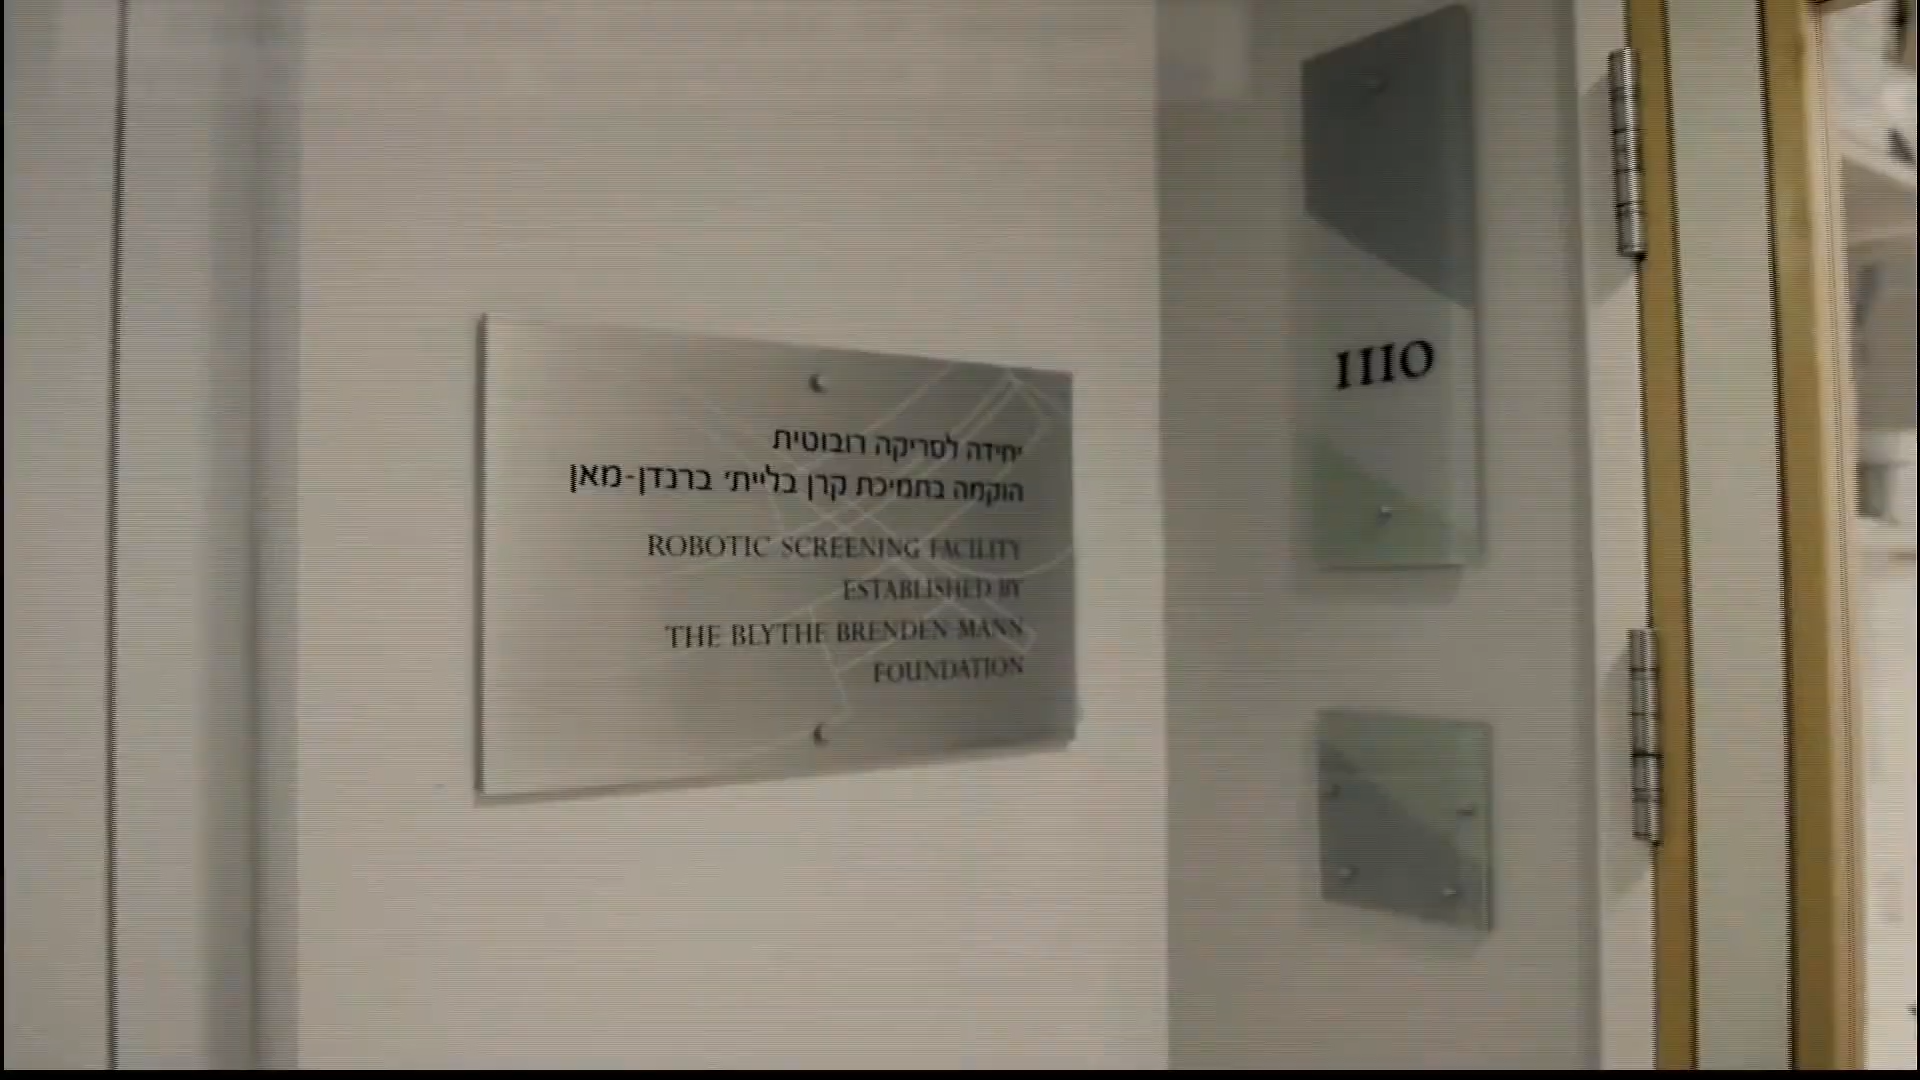 יחידה לסריקה רובוטית
הוקמה בתמיכת קרן בליית' ברנדן-מאן
ROBOTIC SCREENING FACILITY
ESTABLISHED BY
THE BLYTHE BRENDEN-MANN
FOUNDATION
1110